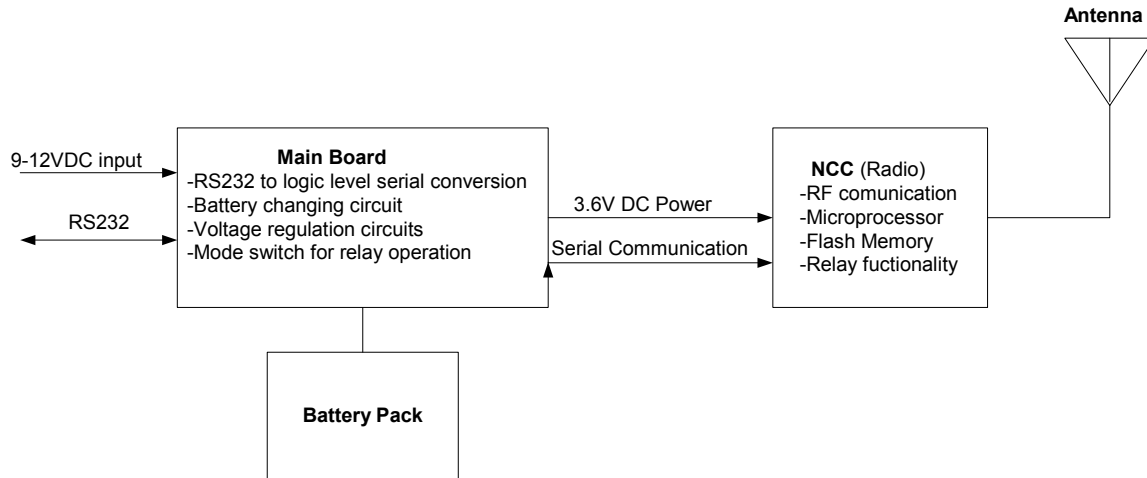 Antenna
9-12VDC input
RS232
Main Board
-RS232 to logic level serial conversion
-Battery changing circuit
-Voltage regulation circuits
-Mode switch for relay operation
3.6V DC Power
Serial Communication
NCC (Radio)
-RF comunication
-Microprocessor
-Flash Memory
-Relay fuctionality
Battery Pack